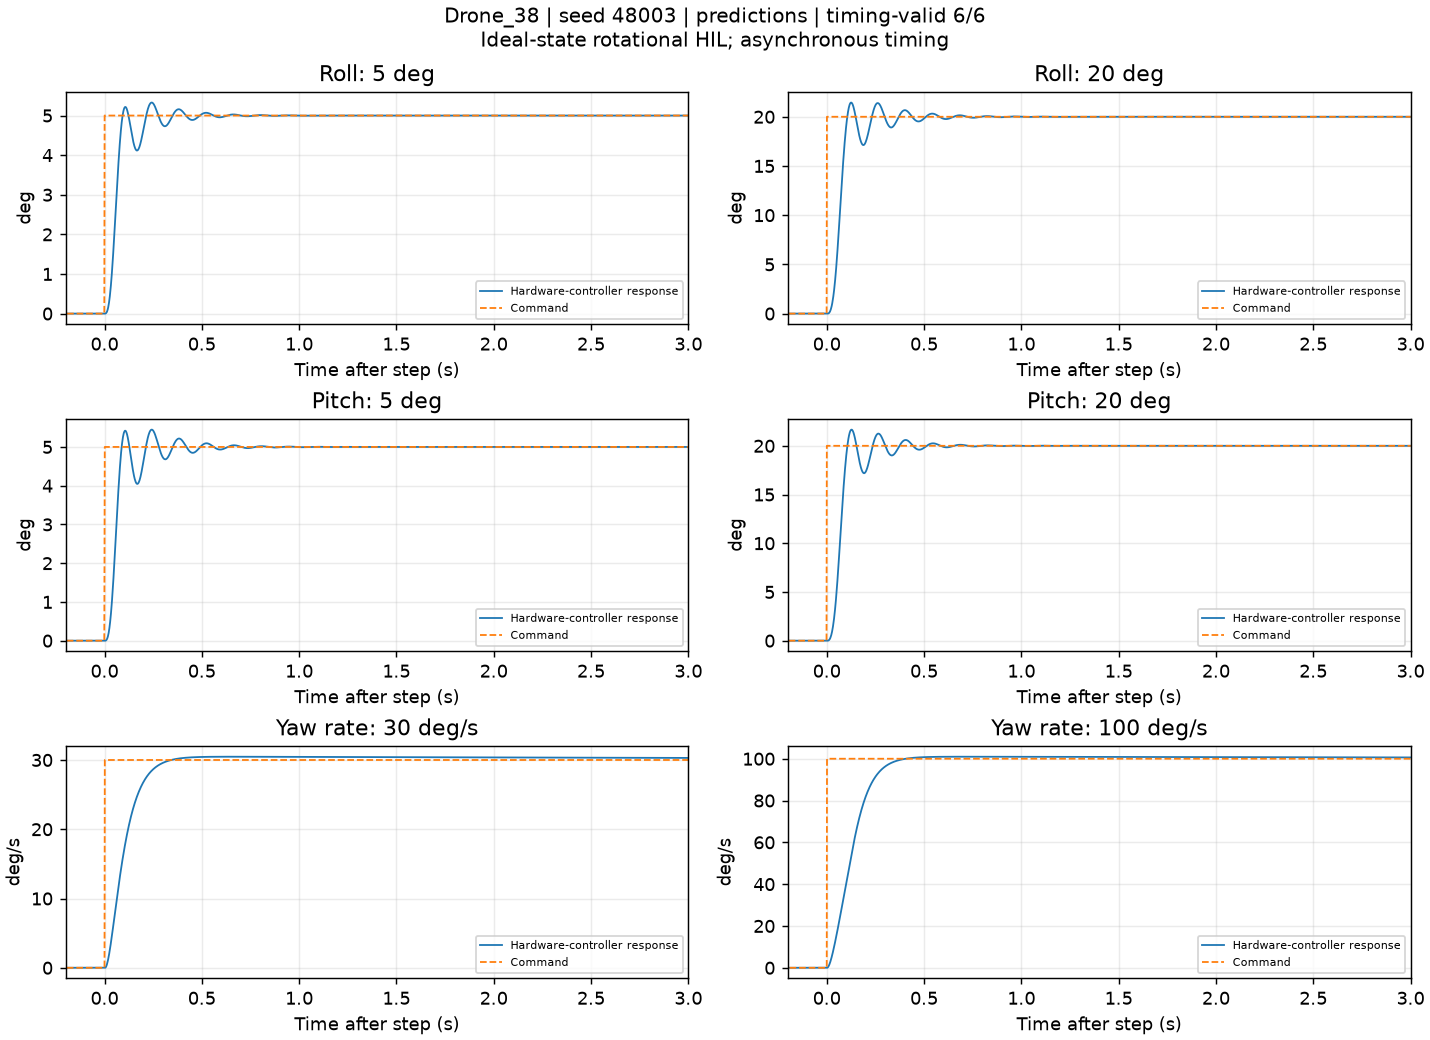 Drone_38 | seed 48003 | predictions | timing-valid 6/6
Ideal-state rotational HIL; asynchronous timing
Roll: 5 deg
5
4
3
2
1
0
deg
Hardware-controller response
Command
0.0 0.5 1.0 1.5 2.0 2.5 3.0
Time after step (s)
Roll: 20 deg
20
15
10
5
0
deg
Hardware-controller response
Command
0.0 0.5 1.0 1.5 2.0 2.5 3.0
Time after step (s)
Pitch: 5 deg
5
4
3
2
1
0
deg
Hardware-controller response
Command
0.0 0.5 1.0 1.5 2.0 2.5 3.0
Time after step (s)
Pitch: 20 deg
20
15
10
5
0
deg
Hardware-controller response
Command
0.0 0.5 1.0 1.5 2.0 2.5 3.0
Time after step (s)
Yaw rate: 30 deg/s
30
20
10
0
deg/s
Hardware-controller response
Command
0.0 0.5 1.0 1.5 2.0 2.5 3.0
Time after step (s)
Yaw rate: 100 deg/s
100
80
60
40
20
0
deg/s
Hardware-controller response
Command
0.0 0.5 1.0 1.5 2.0 2.5 3.0
Time after step (s)